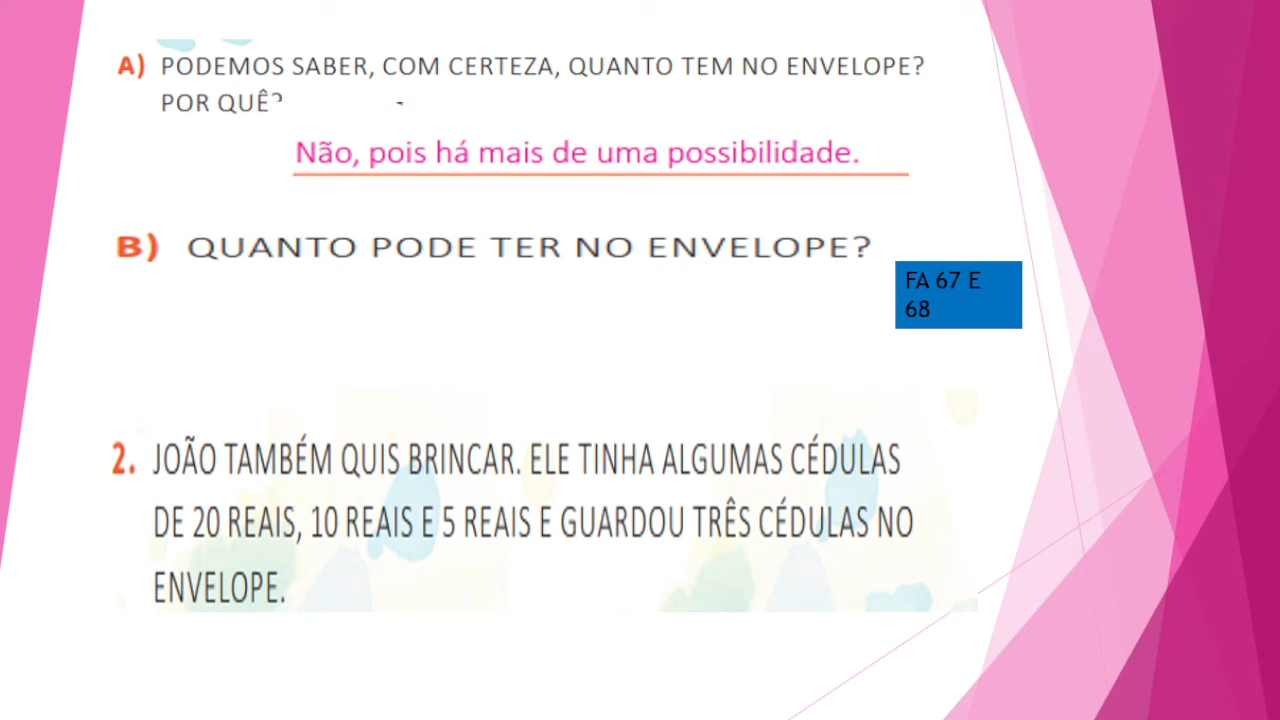 A) PODEMOS SABER, COM CERTEZA, QUANTO TEM NO ENVELOPE?
POR QUÊ?
Não, pois há mais de uma possibilidade.
B) QUANTO PODE TER NO ENVELOPE?
FA 67 E
68
2. JOÃO TAMBÉM QUIS BRINCAR. ELE TINHA ALGUMAS CÉDULAS
DE 20 REAIS, 10 REAIS E 5 REAIS E GUARDOU TRÊS CÉDULAS NO
ENVELOPE.